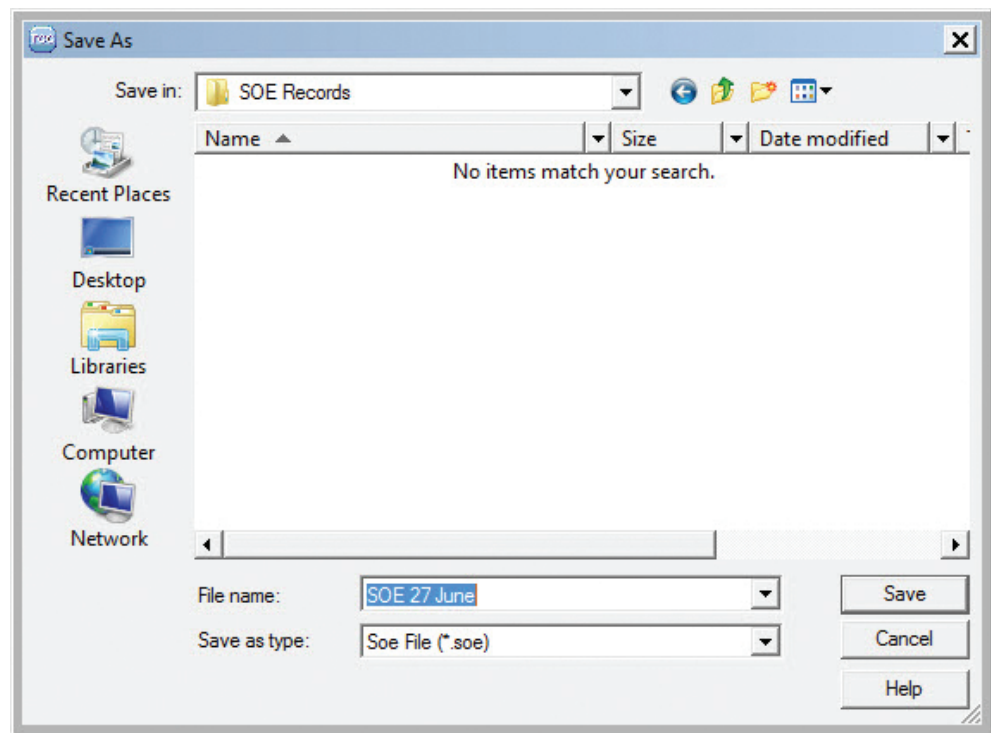 Save As
Save in: SOE Records
Name Size Date modified
No items match your search.
Recent Places
Desktop
Libraries
Computer
Network
File name: SOE 27 June Save
Save as type: Soe File (*.soe) Cancel
Help